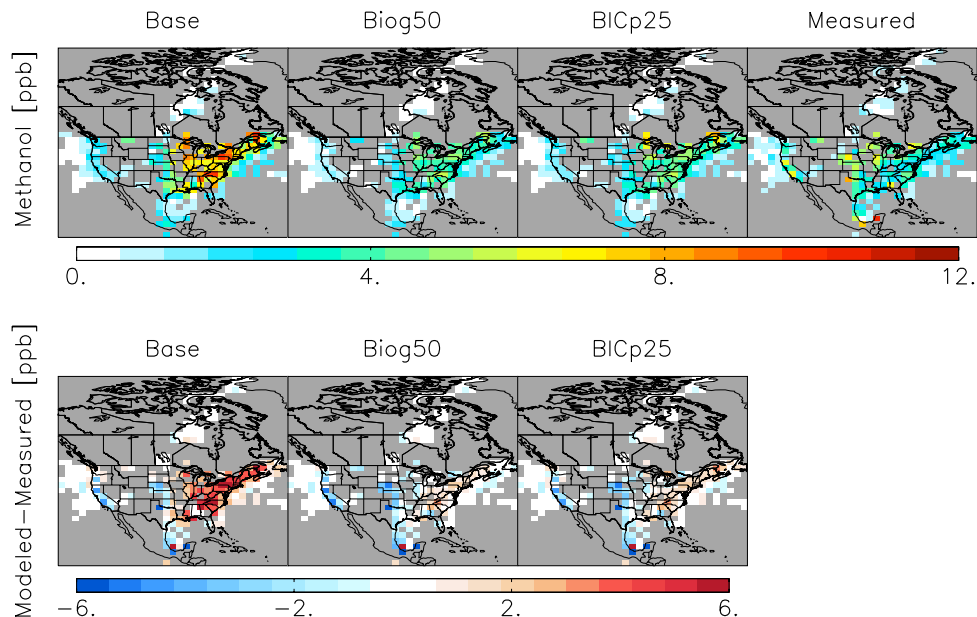 Base Biog50 BICp25 Measured
Methanol [ppb]
0. 4. 8. 12.
Base Biog50 BICp25
Modeled−Measured [ppb]
−6. −2. 2. 6.